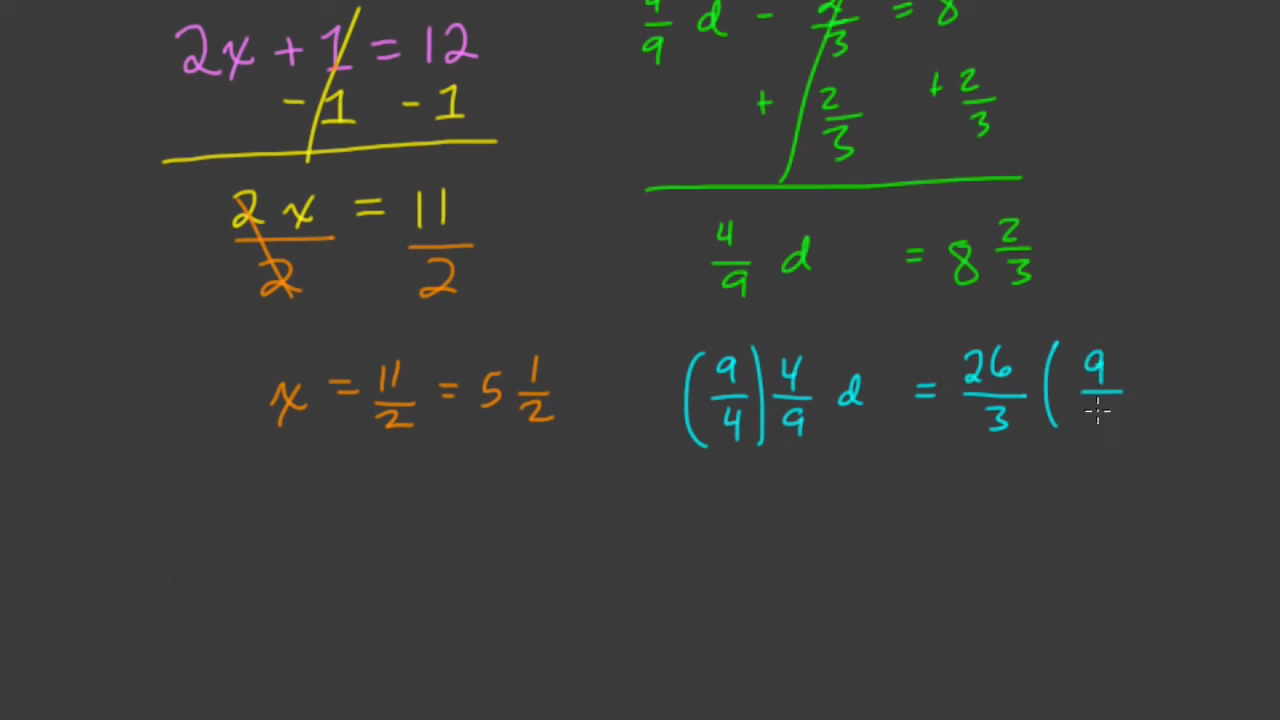 2x + 1 = 12
- 1 - 1
2x = 11
2 2
x = 11/2 = 5 1/2
4/9 d - 2/3 = 8
+ 2/3 + 2/3
4/9 d = 8 2/3
(9/4) 4/9 d = 26/3 ( 9